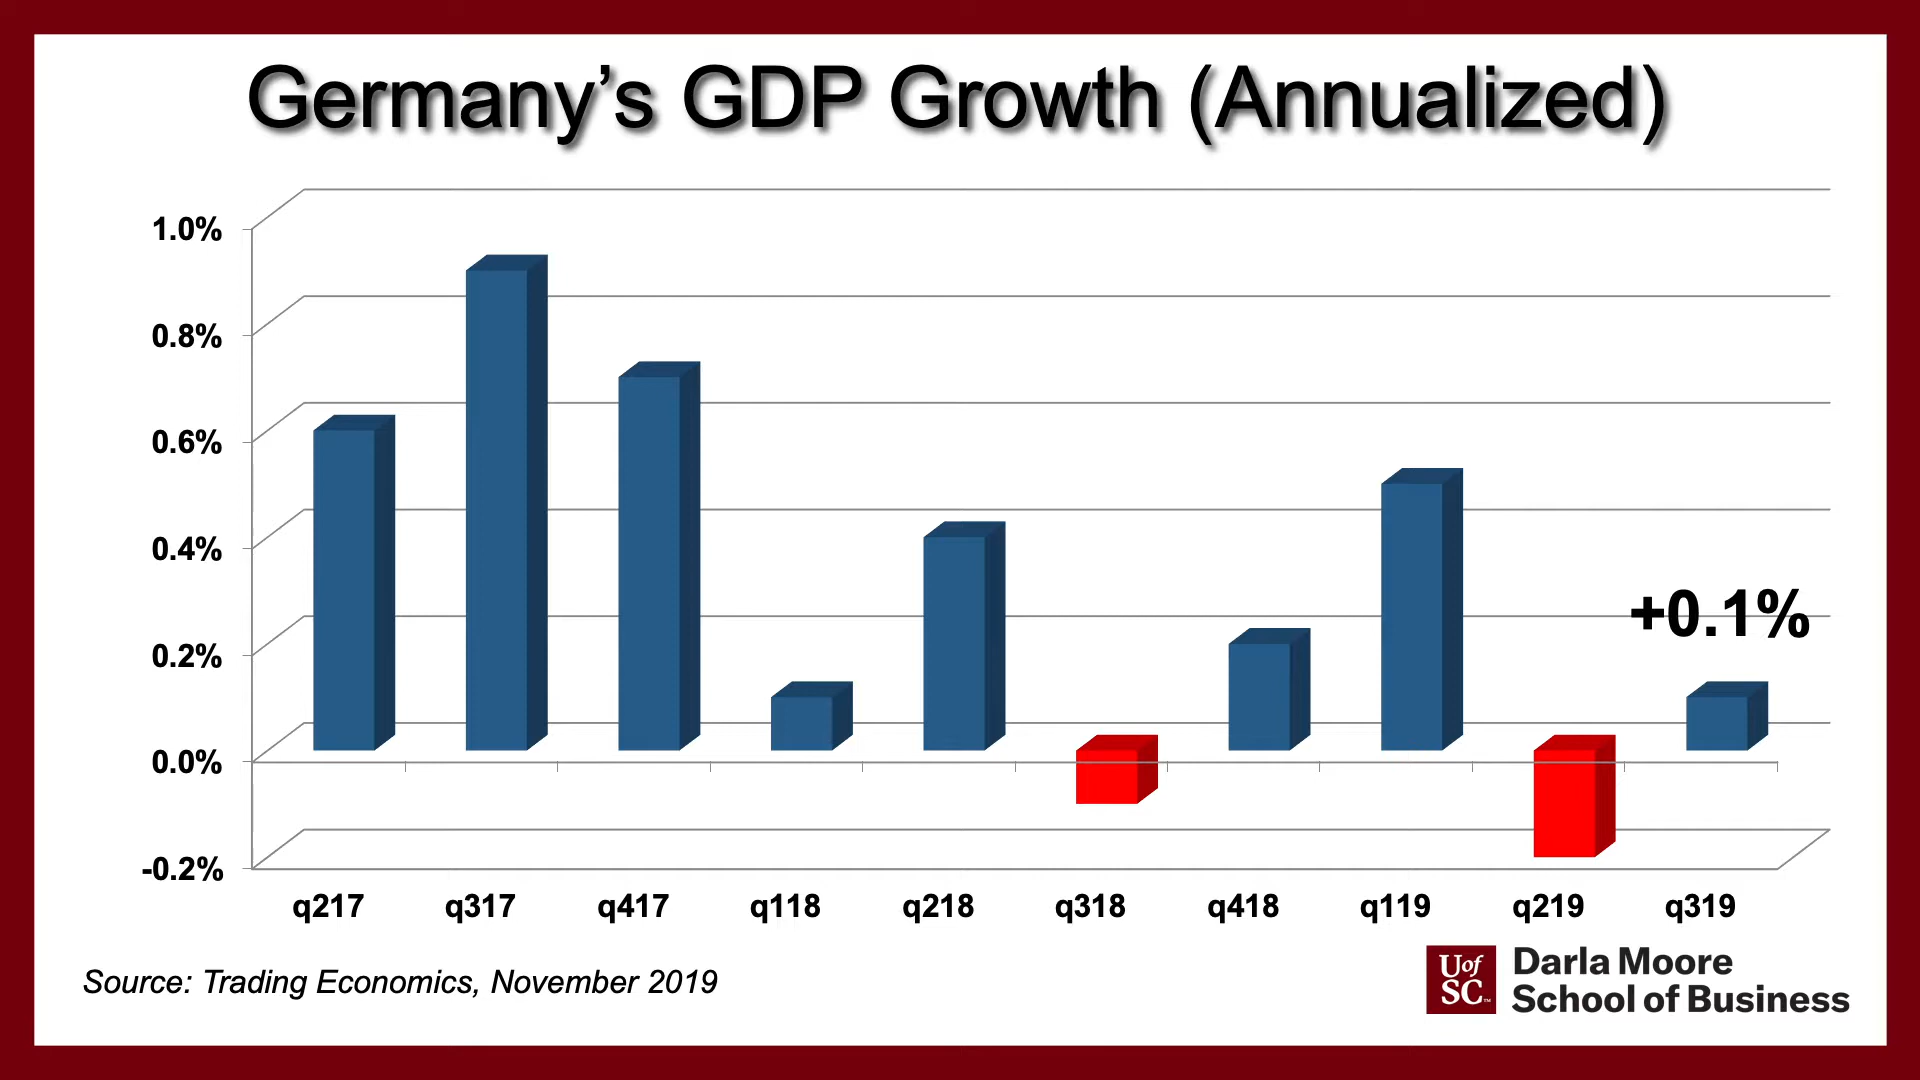 Germany’s GDP Growth (Annualized)
1.0%
0.8%
0.6%
0.4%
0.2%
0.0%
-0.2%
+0.1%
q217 q317 q417 q118 q218 q318 q418 q119 q219 q319
Source: Trading Economics, November 2019
UofSC™
Darla Moore
School of Business